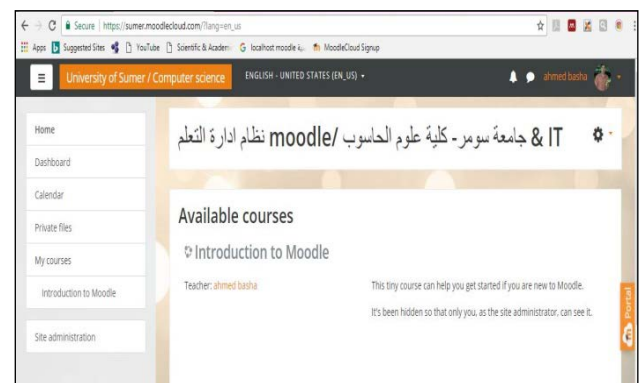 Secure | https://sumer.moodlecloud.com/?lang=en_us
Apps Suggested Sites YouTube Scientific & Academi localhost moodle MoodleCloud Signup
University of Sumer / Computer science ENGLISH - UNITED STATES (EN_US) ahmed basha
Home
Dashboard
Calendar
Private files
My courses
Introduction to Moodle
Site administration
جامعة سومر - كلية علوم الحاسوب /moodle نظام ادارة التعلم & IT
Available courses
Introduction to Moodle
Teacher: ahmed basha
This tiny course can help you get started if you are new to Moodle.
It's been hidden so that only you, as the site administrator, can see it.
Portal